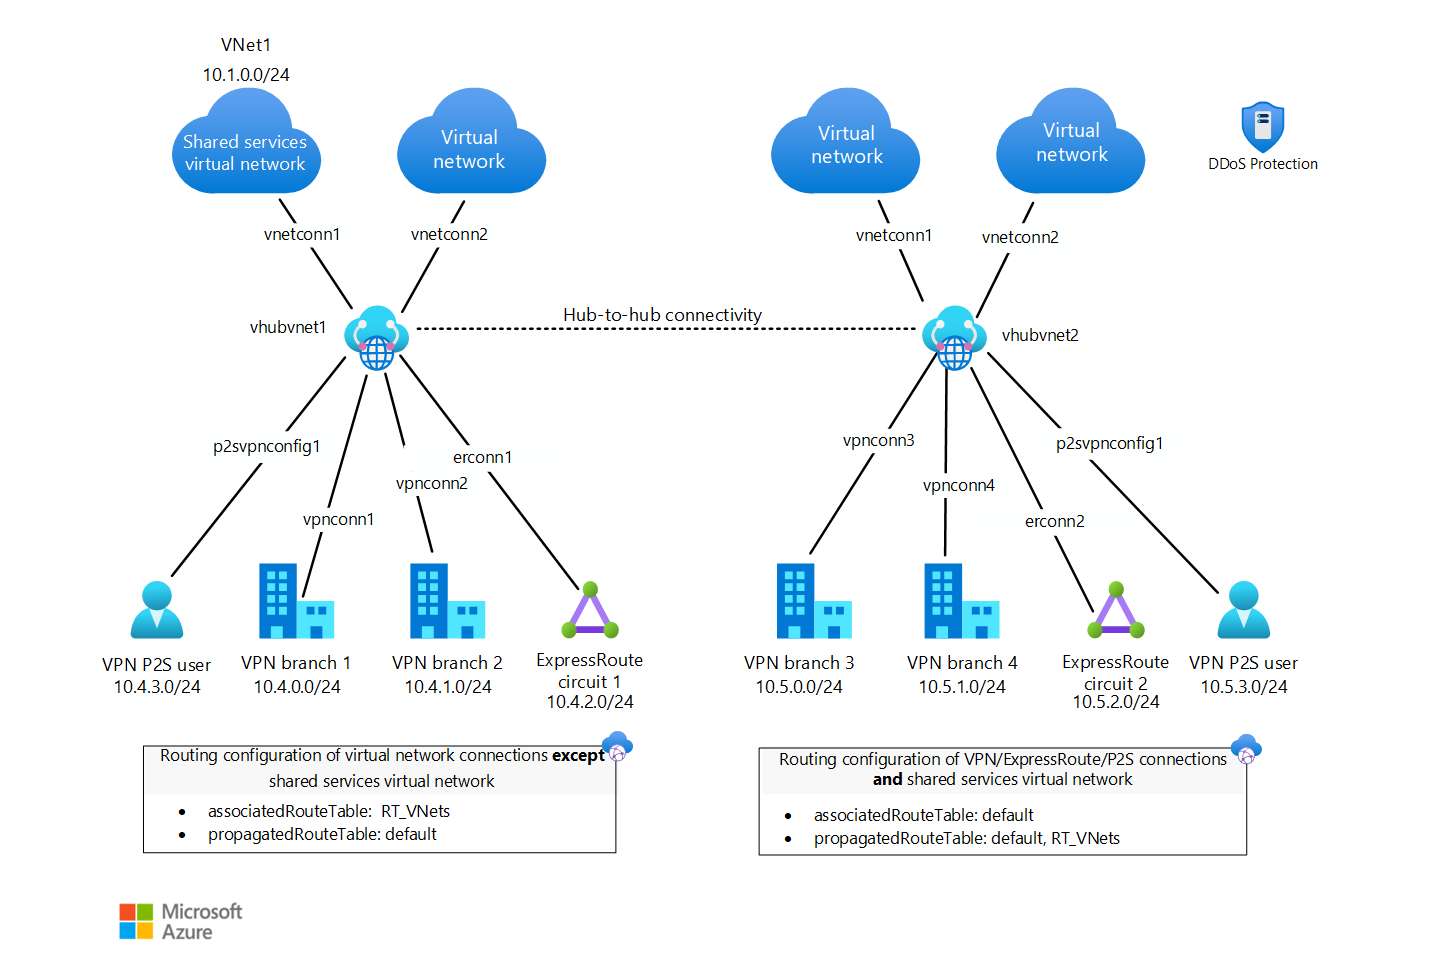 VNet1
10.1.0.0/24
Shared services
virtual network
Virtual
network
Virtual
network
Virtual
network
DDoS Protection
vnetconn1
vnetconn2
vnetconn1
vnetconn2
vhubvnet1
Hub-to-hub connectivity
vhubvnet2
p2svpnconfig1
erconn1
vpnconn2
vpnconn1
vpnconn3
p2svpnconfig1
vpnconn4
erconn2
VPN P2S user
10.4.3.0/24
VPN branch 1
10.4.0.0/24
VPN branch 2
10.4.1.0/24
ExpressRoute
circuit 1
10.4.2.0/24
VPN branch 3
10.5.0.0/24
VPN branch 4
10.5.1.0/24
ExpressRoute
circuit 2
10.5.2.0/24
VPN P2S user
10.5.3.0/24
Routing configuration of virtual network connections except
shared services virtual network
• associatedRouteTable: RT_VNets
• propagatedRouteTable: default
Routing configuration of VPN/ExpressRoute/P2S connections
and shared services virtual network
• associatedRouteTable: default
• propagatedRouteTable: default, RT_VNets
Microsoft
Azure